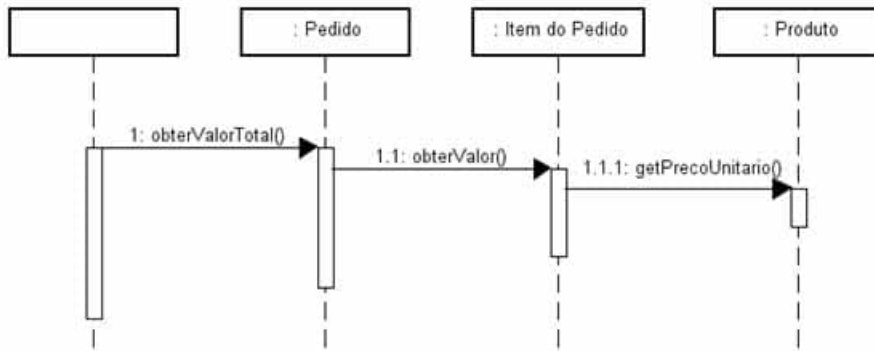 : Pedido
: Item do Pedido
: Produto
1: obterValorTotal()
1.1: obterValor()
1.1.1: getPrecoUnitario()